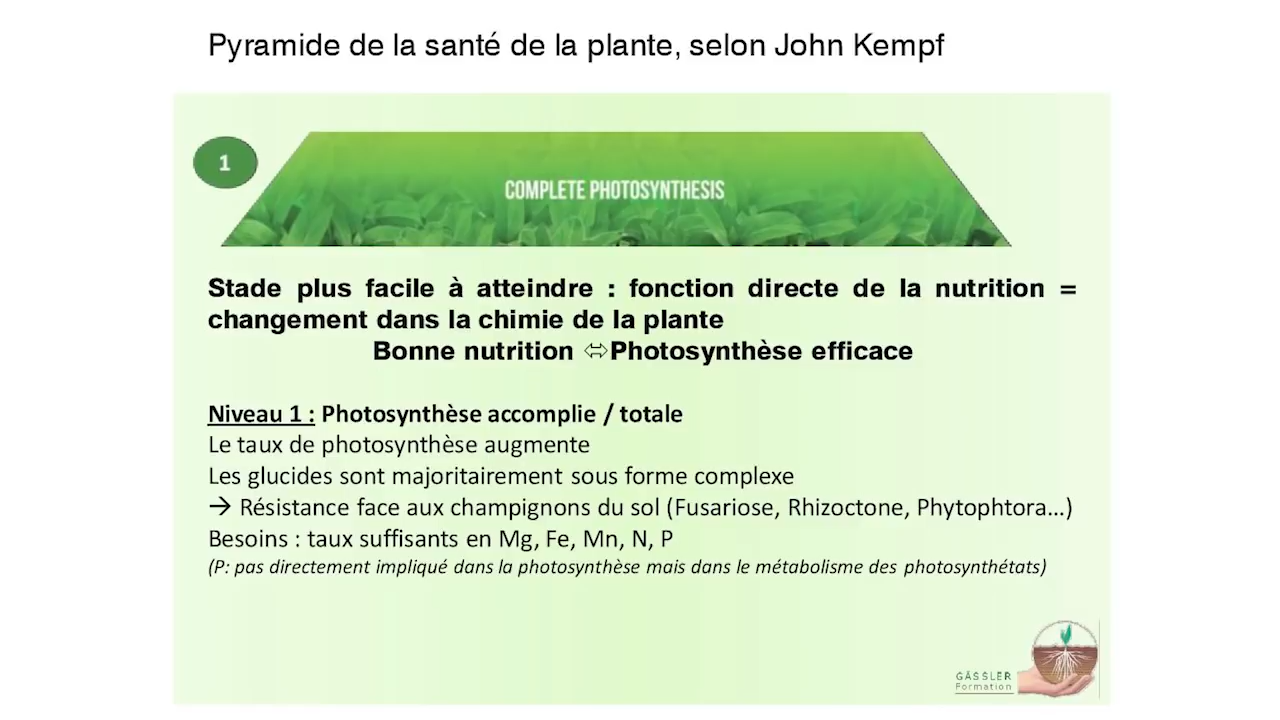 Pyramide de la santé de la plante, selon John Kempf
1
COMPLETE PHOTOSYNTHESIS
Stade plus facile à atteindre : fonction directe de la nutrition =
changement dans la chimie de la plante
Bonne nutrition ⬄Photosynthèse efficace
Niveau 1 : Photosynthèse accomplie / totale
Le taux de photosynthèse augmente
Les glucides sont majoritairement sous forme complexe
→ Résistance face aux champignons du sol (Fusariose, Rhizoctone, Phytophtora…)
Besoins : taux suffisants en Mg, Fe, Mn, N, P
(P: pas directement impliqué dans la photosynthèse mais dans le métabolisme des photosynthétats)
GÄSSLER
Formation